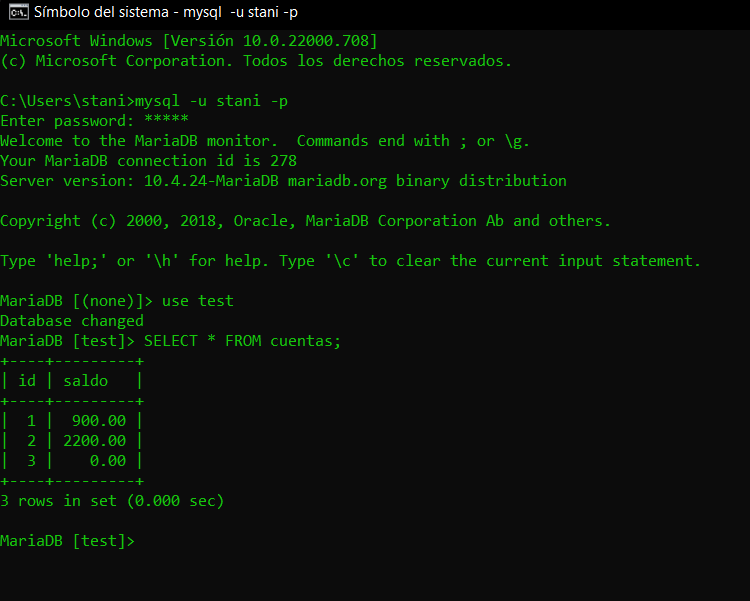 Símbolo del sistema - mysql  -u stani -p
Microsoft Windows [Versión 10.0.22000.708]
(c) Microsoft Corporation. Todos los derechos reservados.
C:\Users\stani>mysql -u stani -p
Enter password: *****
Welcome to the MariaDB monitor.  Commands end with ; or \g.
Your MariaDB connection id is 278
Server version: 10.4.24-MariaDB mariadb.org binary distribution
Copyright (c) 2000, 2018, Oracle, MariaDB Corporation Ab and others.
Type 'help;' or '\h' for help. Type '\c' to clear the current input statement.
MariaDB [(none)]> use test
Database changed
MariaDB [test]> SELECT * FROM cuentas;
+----+---------+
| id | saldo   |
+----+---------+
|  1 |  900.00 |
|  2 | 2200.00 |
|  3 |    0.00 |
+----+---------+
3 rows in set (0.000 sec)
MariaDB [test]>